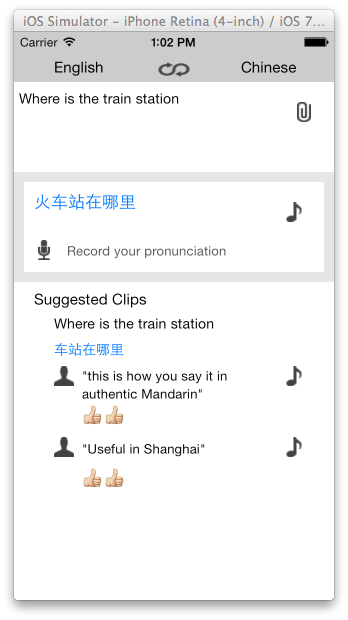 iOS Simulator - iPhone Retina (4-inch) / iOS 7...
Carrier 1:02 PM
English Chinese
Where is the train station
火车站在哪里
Record your pronunciation
Suggested Clips
Where is the train station
车站在哪里
"this is how you say it in
authentic Mandarin"
"Useful in Shanghai"